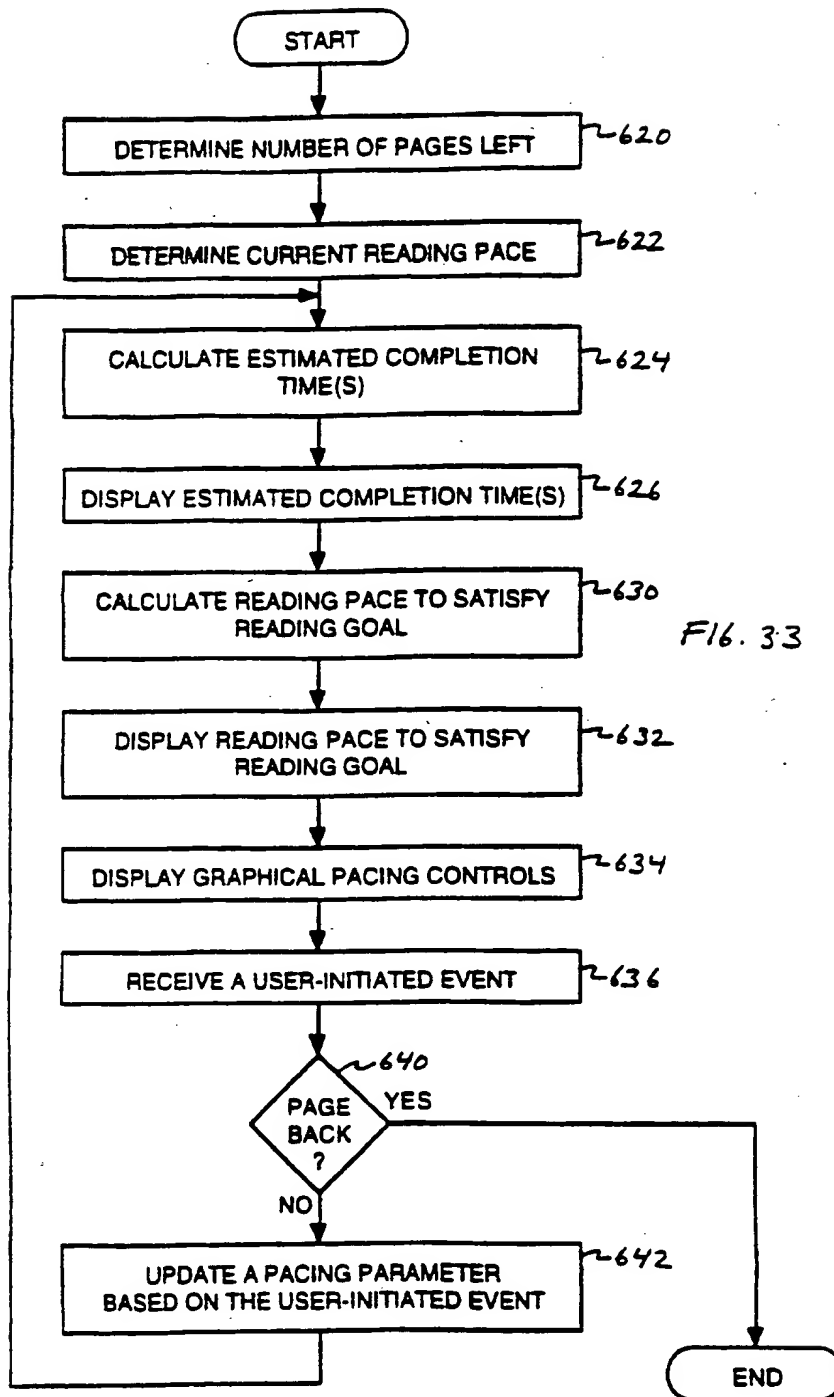 START
DETERMINE NUMBER OF PAGES LEFT
620
DETERMINE CURRENT READING PACE
622
CALCULATE ESTIMATED COMPLETION
TIME(S)
624
DISPLAY ESTIMATED COMPLETION TIME(S)
626
CALCULATE READING PACE TO SATISFY
READING GOAL
630
FIG. 33
DISPLAY READING PACE TO SATISFY
READING GOAL
632
DISPLAY GRAPHICAL PACING CONTROLS
634
RECEIVE A USER-INITIATED EVENT
636
640
PAGE
BACK
?
YES
NO
UPDATE A PACING PARAMETER
BASED ON THE USER-INITIATED EVENT
642
END